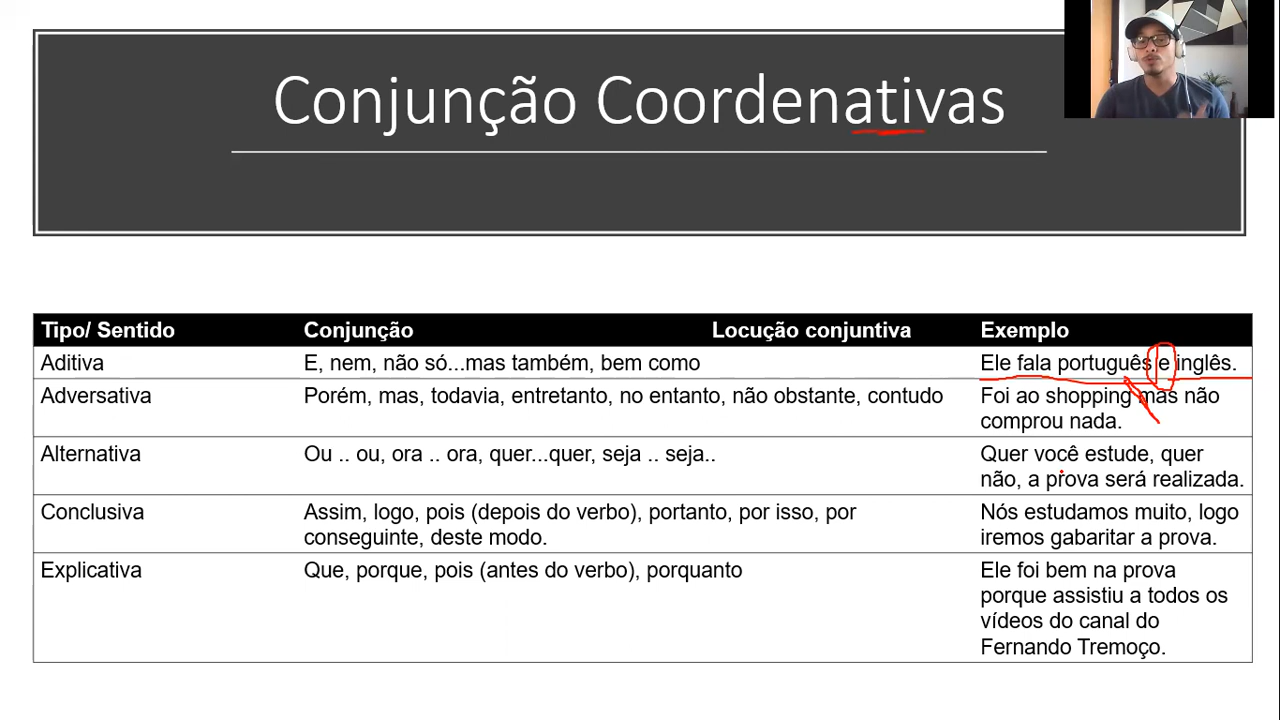 Conjunção Coordenativas
Tipo/ Sentido Conjunção Locução conjuntiva Exemplo
Aditiva E, nem, não só...mas também, bem como Ele fala português e inglês.
Adversativa Porém, mas, todavia, entretanto, no entanto, não obstante, contudo Foi ao shopping mas não
comprou nada.
Alternativa Ou .. ou, ora .. ora, quer...quer, seja .. seja.. Quer você estude, quer
não, a prova será realizada.
Conclusiva Assim, logo, pois (depois do verbo), portanto, por isso, por Nós estudamos muito, logo
conseguinte, deste modo. iremos gabaritar a prova.
Explicativa Que, porque, pois (antes do verbo), porquanto Ele foi bem na prova
porque assistiu a todos os
vídeos do canal do
Fernando Tremoço.